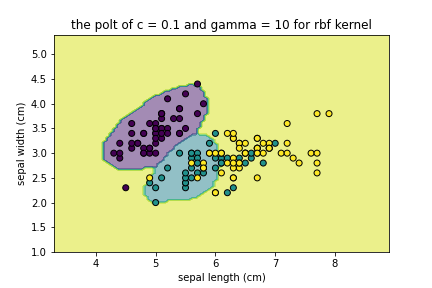 the polt of c = 0.1 and gamma = 10 for rbf kernel
5.0
4.5
4.0
3.5
3.0
2.5
2.0
1.5
1.0
sepal width (cm)
4 5 6 7 8
sepal length (cm)